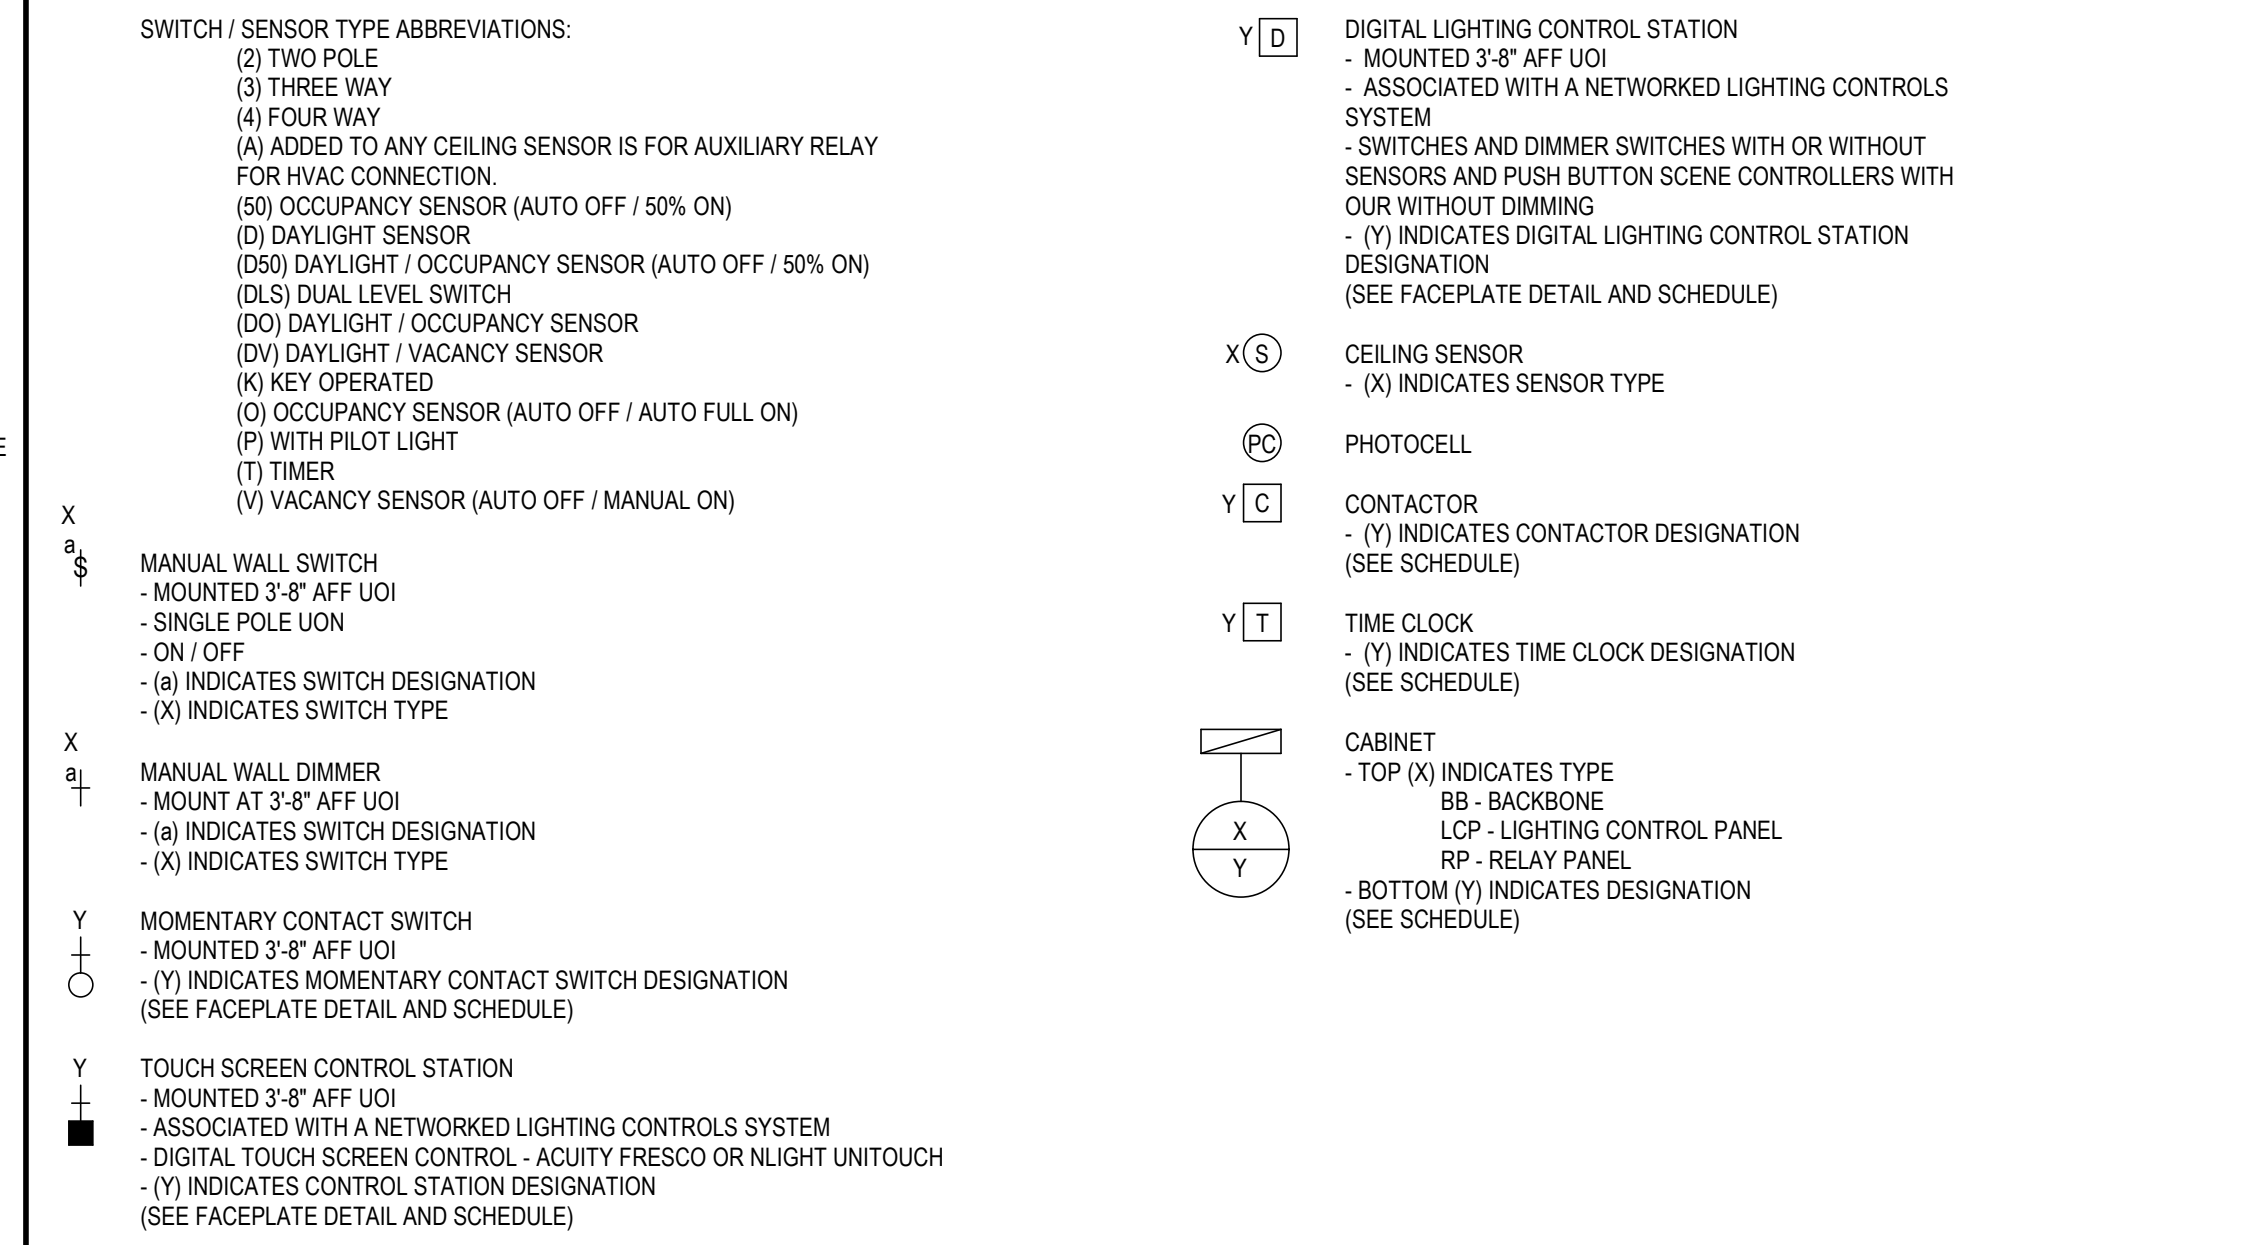 SWITCH / SENSOR TYPE ABBREVIATIONS:
(2) TWO POLE
(3) THREE WAY
(4) FOUR WAY
(A) ADDED TO ANY CEILING SENSOR IS FOR AUXILIARY RELAY
FOR HVAC CONNECTION.
(50) OCCUPANCY SENSOR (AUTO OFF / 50% ON)
(D) DAYLIGHT SENSOR
(D50) DAYLIGHT / OCCUPANCY SENSOR (AUTO OFF / 50% ON)
(DLS) DUAL LEVEL SWITCH
(DO) DAYLIGHT / OCCUPANCY SENSOR
(DV) DAYLIGHT / VACANCY SENSOR
(K) KEY OPERATED
(O) OCCUPANCY SENSOR (AUTO OFF / AUTO FULL ON)
(P) WITH PILOT LIGHT
(T) TIMER
(V) VACANCY SENSOR (AUTO OFF / MANUAL ON)
E
X
a
$
MANUAL WALL SWITCH
- MOUNTED 3'-8" AFF UOI
- SINGLE POLE UON
- ON / OFF
- (a) INDICATES SWITCH DESIGNATION
- (X) INDICATES SWITCH TYPE
X
a
MANUAL WALL DIMMER
- MOUNT AT 3'-8" AFF UOI
- (a) INDICATES SWITCH DESIGNATION
- (X) INDICATES SWITCH TYPE
Y
MOMENTARY CONTACT SWITCH
- MOUNTED 3'-8" AFF UOI
- (Y) INDICATES MOMENTARY CONTACT SWITCH DESIGNATION
(SEE FACEPLATE DETAIL AND SCHEDULE)
Y
TOUCH SCREEN CONTROL STATION
- MOUNTED 3'-8" AFF UOI
- ASSOCIATED WITH A NETWORKED LIGHTING CONTROLS SYSTEM
- DIGITAL TOUCH SCREEN CONTROL - ACUITY FRESCO OR NLIGHT UNITOUCH
- (Y) INDICATES CONTROL STATION DESIGNATION
(SEE FACEPLATE DETAIL AND SCHEDULE)
Y D
DIGITAL LIGHTING CONTROL STATION
- MOUNTED 3'-8" AFF UOI
- ASSOCIATED WITH A NETWORKED LIGHTING CONTROLS
SYSTEM
- SWITCHES AND DIMMER SWITCHES WITH OR WITHOUT
SENSORS AND PUSH BUTTON SCENE CONTROLLERS WITH
OUR WITHOUT DIMMING
- (Y) INDICATES DIGITAL LIGHTING CONTROL STATION
DESIGNATION
(SEE FACEPLATE DETAIL AND SCHEDULE)
X S
CEILING SENSOR
- (X) INDICATES SENSOR TYPE
PC
PHOTOCELL
Y C
CONTACTOR
- (Y) INDICATES CONTACTOR DESIGNATION
(SEE SCHEDULE)
Y T
TIME CLOCK
- (Y) INDICATES TIME CLOCK DESIGNATION
(SEE SCHEDULE)
X
Y
CABINET
- TOP (X) INDICATES TYPE
BB - BACKBONE
LCP - LIGHTING CONTROL PANEL
RP - RELAY PANEL
- BOTTOM (Y) INDICATES DESIGNATION
(SEE SCHEDULE)